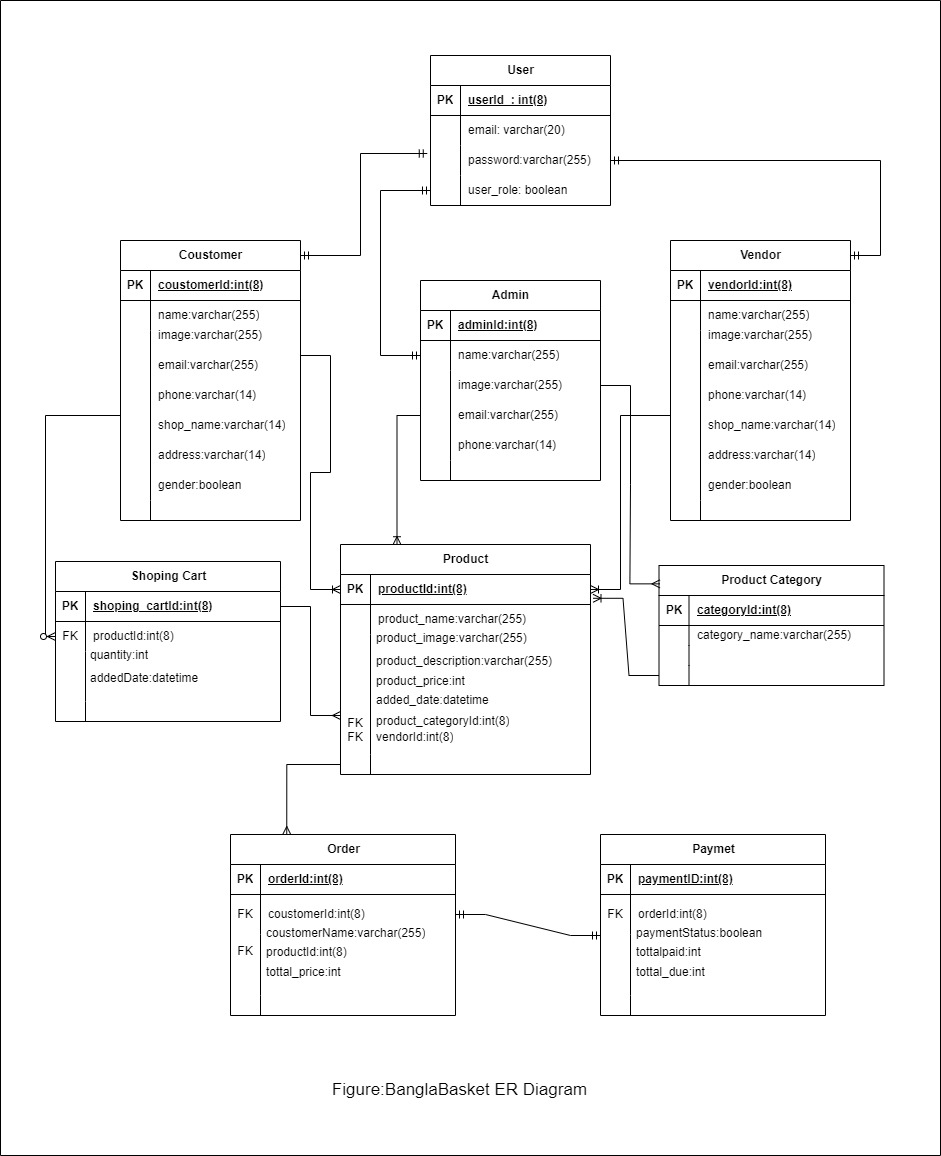 User
PK userId_: int(8)
email: varchar(20)
password:varchar(255)
user_role: boolean
Coustomer
PK coustomerId:int(8)
name:varchar(255)
image:varchar(255)
email:varchar(255)
phone:varchar(14)
shop_name:varchar(14)
address:varchar(14)
gender:boolean
Admin
PK adminId:int(8)
name:varchar(255)
image:varchar(255)
email:varchar(255)
phone:varchar(14)
Vendor
PK vendorId:int(8)
name:varchar(255)
image:varchar(255)
email:varchar(255)
phone:varchar(14)
shop_name:varchar(14)
address:varchar(14)
gender:boolean
Shoping Cart
PK shoping_cartId:int(8)
FK productId:int(8)
quantity:int
addedDate:datetime
Product
PK productId:int(8)
product_name:varchar(255)
product_image:varchar(255)
product_description:varchar(255)
product_price:int
added_date:datetime
FK product_categoryId:int(8)
FK vendorId:int(8)
Product Category
PK categoryId:int(8)
category_name:varchar(255)
Order
PK orderId:int(8)
FK coustomerId:int(8)
coustomerName:varchar(255)
FK productId:int(8)
tottal_price:int
Paymet
PK paymentID:int(8)
FK orderId:int(8)
paymentStatus:boolean
tottalpaid:int
tottal_due:int
Figure:BanglaBasket ER Diagram